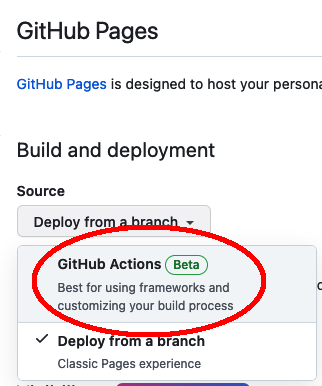 GitHub Pages
GitHub Pages is designed to host your persona
Build and deployment
Source
Deploy from a branch
GitHub Actions Beta
Best for using frameworks and
customizing your build process
Deploy from a branch
Classic Pages experience